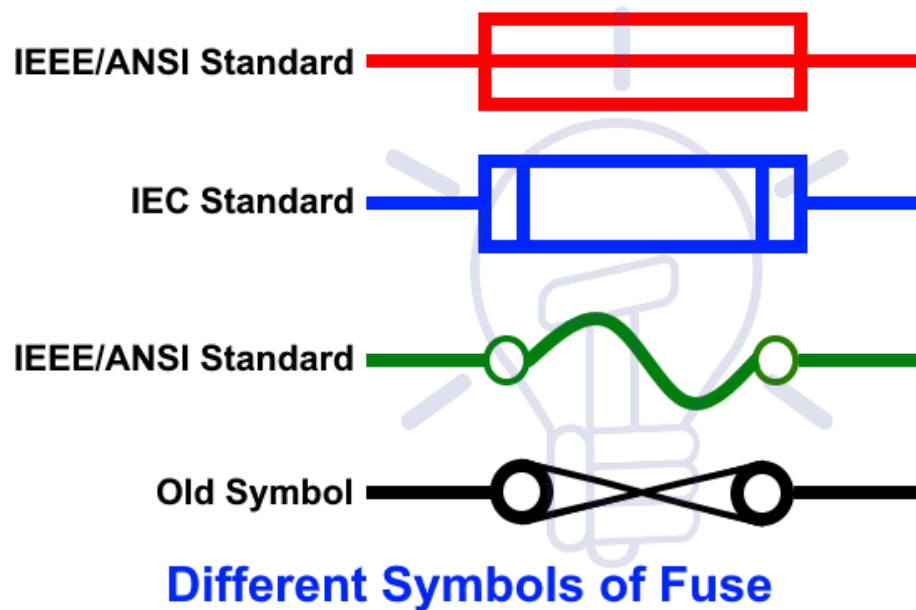 IEEE/ANSI Standard
IEC Standard
IEEE/ANSI Standard
Old Symbol
Different Symbols of Fuse